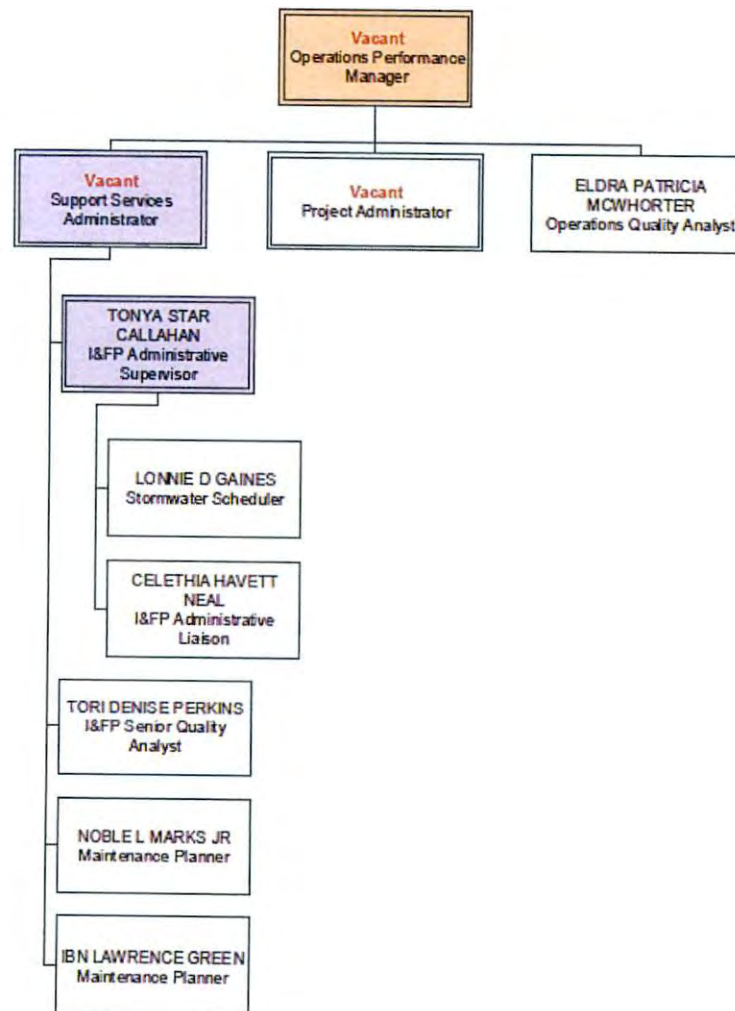 Vacant
Operations Performance
Manager
Vacant
Support Services
Administrator
Vacant
Project Administrator
ELDRA PATRICIA
MCWHORTER
Operations Quality Analyst
TONYA STAR
CALLAHAN
I&FP Administrative
Supervisor
LONNIE D GAINES
Stormwater Scheduler
CELETHIA HAVETT
NEAL
I&FP Administrative
Liaison
TORI DENISE PERKINS
I&FP Senior Quality
Analyst
NOBLE L MARKS JR
Maintenance Planner
IBN LAWRENCE GREEN
Maintenance Planner